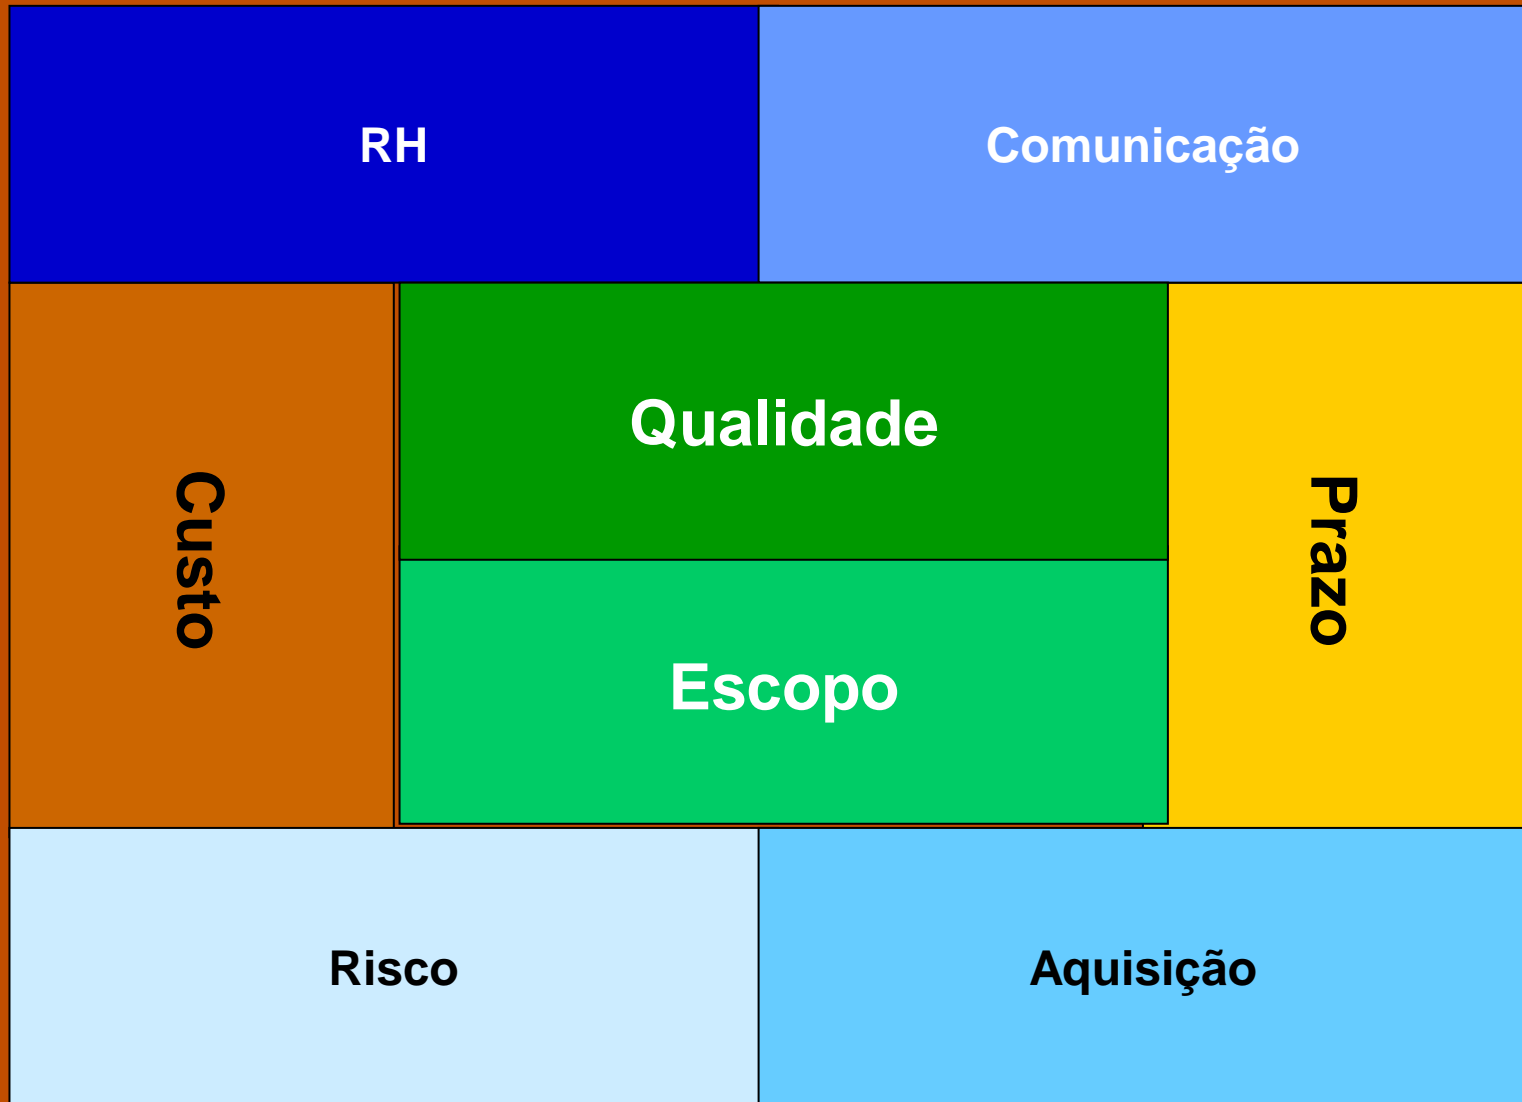 RH
Comunicação
Custo
Qualidade
Escopo
Prazo
Risco
Aquisição